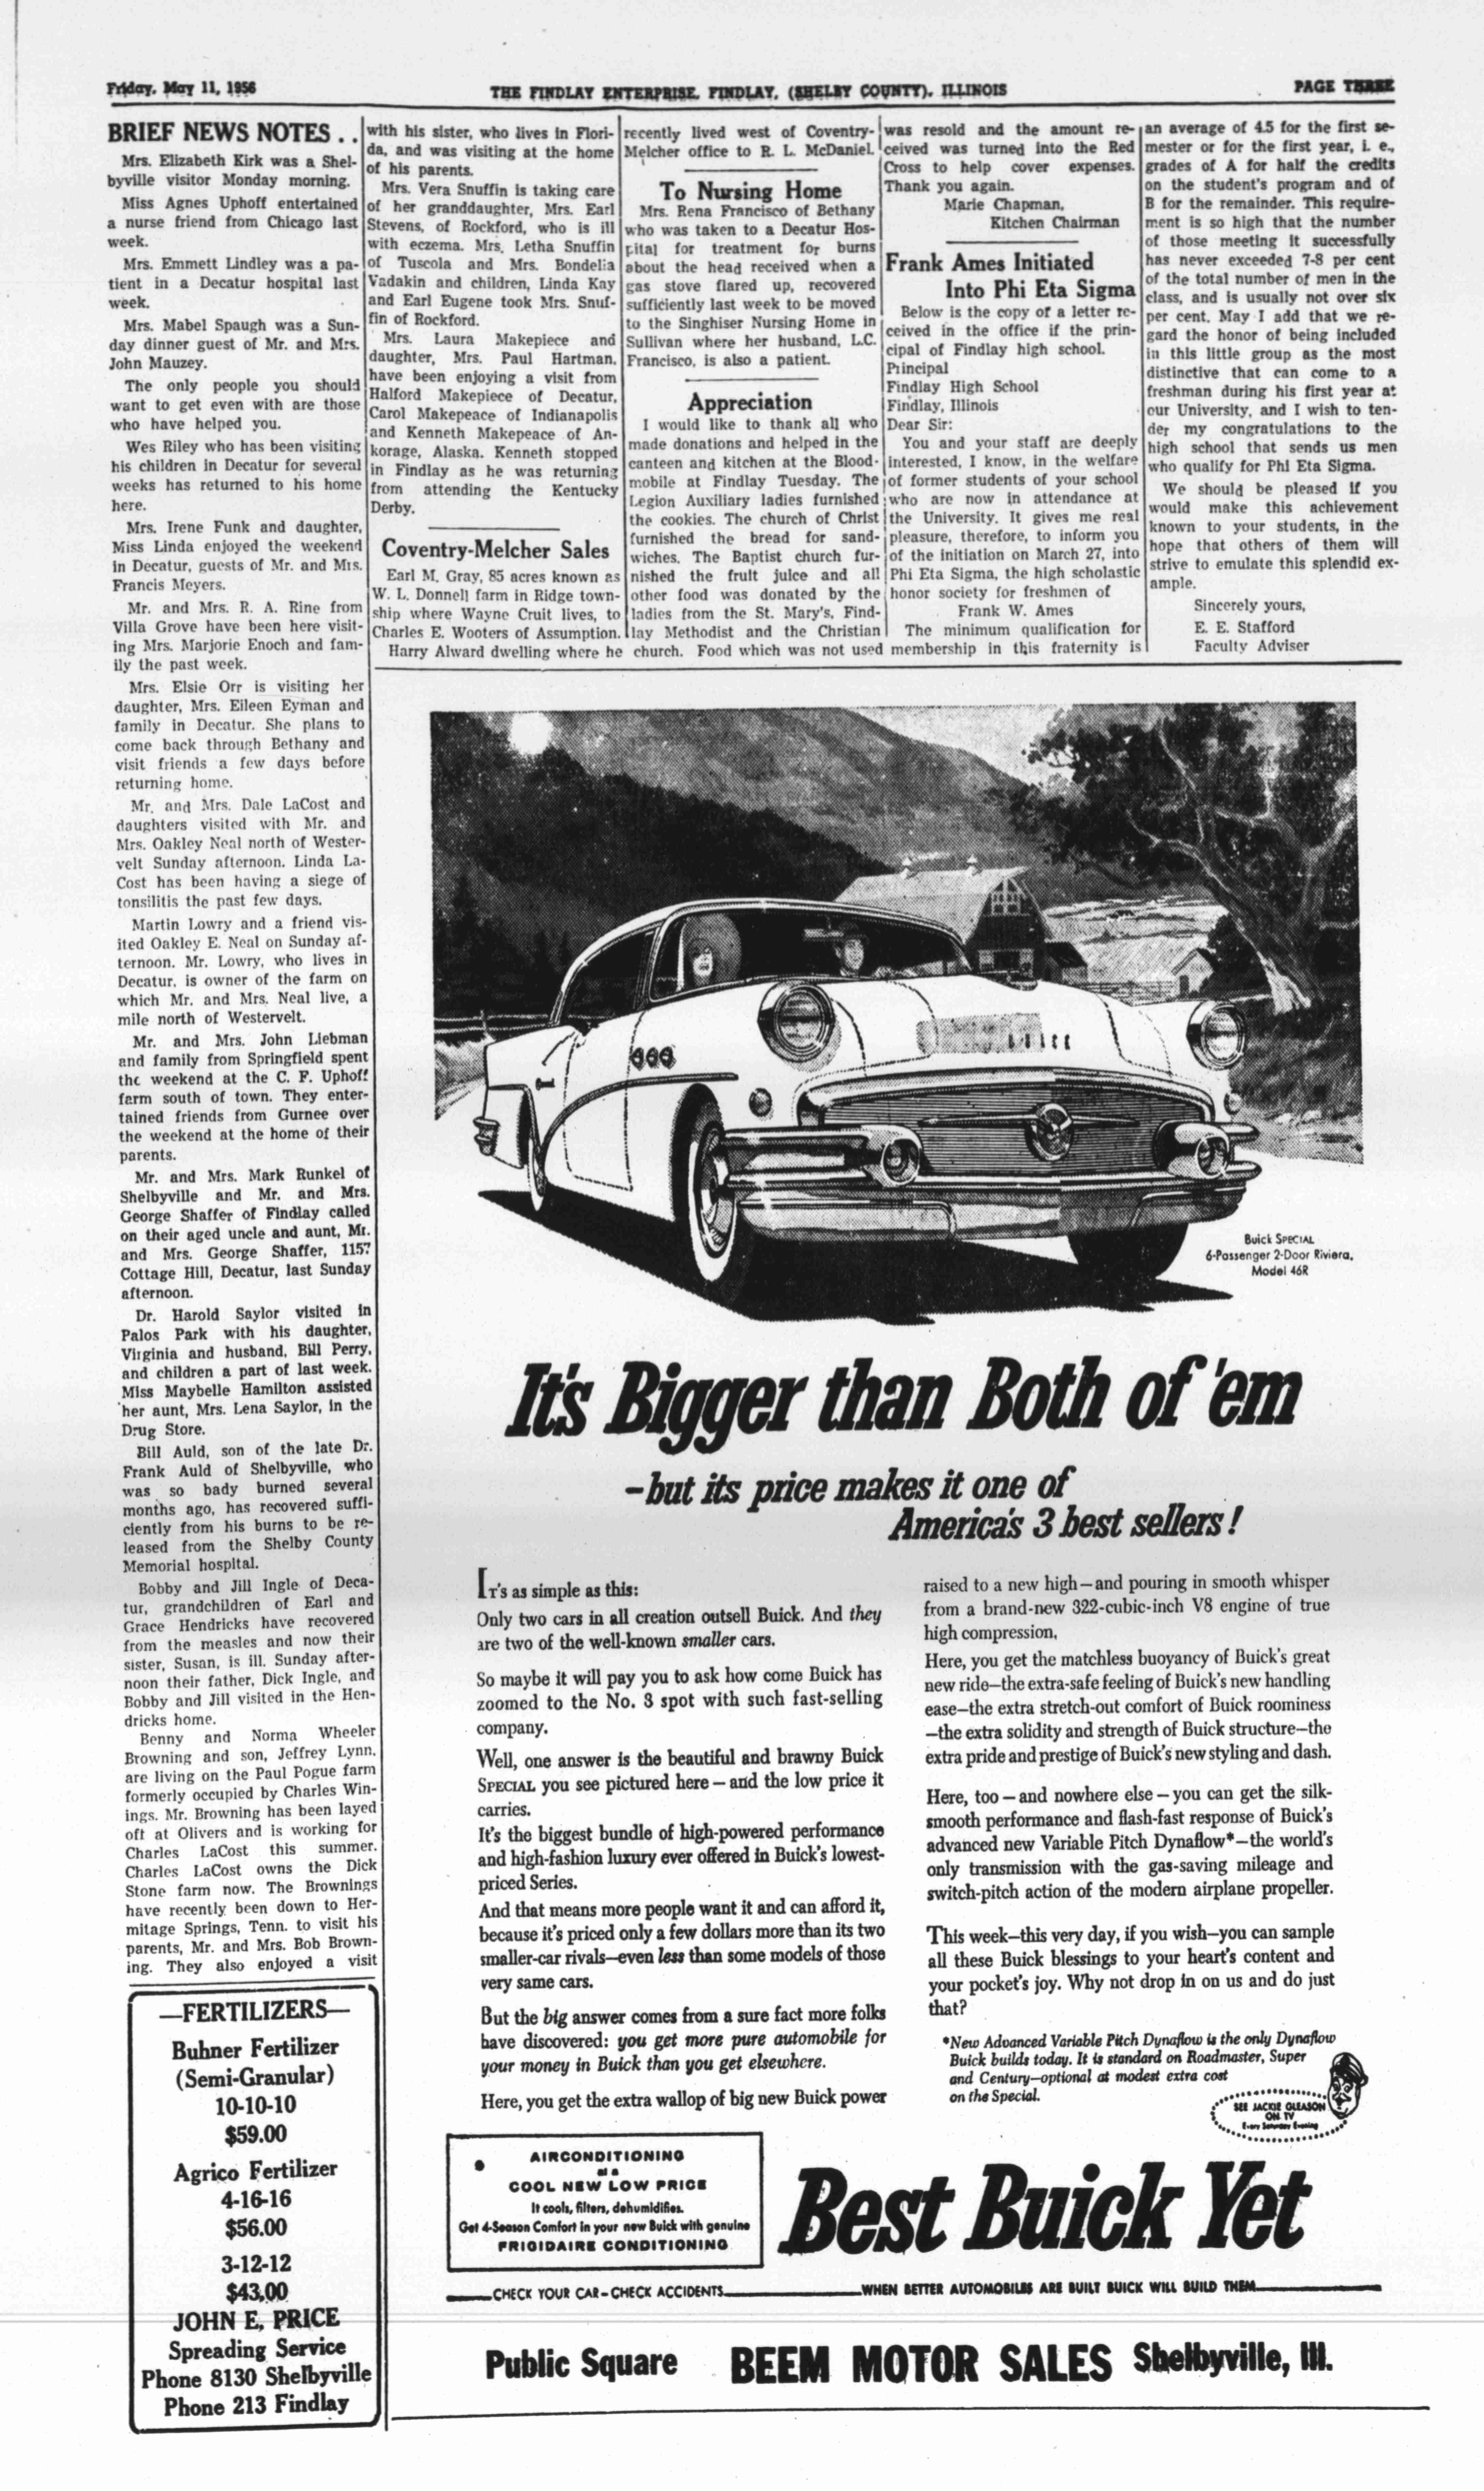 Friday, May 11, 1956
THE FINDLAY ENTERPRISE, FINDLAY, (SHELBY COUNTY), ILLINOIS
PAGE THREE
BRIEF NEWS NOTES . .
Mrs. Elizabeth Kirk was a Shel-
byville visitor Monday morning.
Miss Agnes Uphoff entertained
a nurse friend from Chicago last
week.
Mrs. Emmett Lindley was a pa-
tient in a Decatur hospital last
week.
Mrs. Mabel Spaugh was a Sun-
day dinner guest of Mr. and Mrs.
John Mauzey.
The only people you should
want to get even with are those
who have helped you.
Wes Riley who has been visiting
his children in Decatur for several
weeks has returned to his home
here.
Mrs. Irene Funk and daughter,
Miss Linda enjoyed the weekend
in Decatur, guests of Mr. and Mrs.
Francis Meyers.
Mr. and Mrs. R. A. Rine from
Villa Grove have been here visit-
ing Mrs. Marjorie Enoch and fam-
ily the past week.
Mrs. Elsie Orr is visiting her
daughter, Mrs. Eileen Eyman and
family in Decatur. She plans to
come back through Bethany and
visit friends a few days before
returning home.
Mr. and Mrs. Dale LaCost and
daughters visited with Mr. and
Mrs. Oakley Neal north of Wester-
velt Sunday afternoon. Linda La-
Cost has been having a siege of
tonsilitis the past few days.
Martin Lowry and a friend vis-
ited Oakley E. Neal on Sunday af-
ternoon. Mr. Lowry, who lives in
Decatur, is owner of the farm on
which Mr. and Mrs. Neal live, a
mile north of Westervelt.
Mr. and Mrs. John Liebman
and family from Springfield spent
the weekend at the C. F. Uphoff
farm south of town. They enter-
tained friends from Gurnee over
the weekend at the home of their
parents.
Mr. and Mrs. Mark Runkel of
Shelbyville and Mr. and Mrs.
George Shaffer of Findlay called
on their aged uncle and aunt, Mr.
and Mrs. George Shaffer, 1157
Cottage Hill, Decatur, last Sunday
afternoon.
Dr. Harold Saylor visited in
Palos Park with his daughter,
Virginia and husband, Bill Perry,
and children a part of last week.
Miss Maybelle Hamilton assisted
her aunt, Mrs. Lena Saylor, in the
Drug Store.
Bill Auld, son of the late Dr.
Frank Auld of Shelbyville, who
was so bady burned several
months ago, has recovered suffi-
ciently from his burns to be re-
leased from the Shelby County
Memorial hospital.
Bobby and Jill Ingle of Deca-
tur, grandchildren of Earl and
Grace Hendricks have recovered
from the measles and now their
sister, Susan, is ill. Sunday after-
noon their father, Dick Ingle, and
Bobby and Jill visited in the Hen-
dricks home.
Benny and Norma Wheeler
Browning and son, Jeffrey Lynn,
are living on the Paul Pogue farm
formerly occupied by Charles Win-
ings. Mr. Browning has been layed
oft at Olivers and is working for
Charles LaCost this summer.
Charles LaCost owns the Dick
Stone farm now. The Brownings
have recently been down to Her-
mitage Springs, Tenn. to visit his
parents, Mr. and Mrs. Bob Brown-
ing. They also enjoyed a visit
with his sister, who lives in Flori-
da, and was visiting at the home
of his parents.
Mrs. Vera Snuffin is taking care
of her granddaughter, Mrs. Earl
Stevens, of Rockford, who is ill
with eczema. Mrs. Letha Snuffin
of Tuscola and Mrs. Bondelia
Vadakin and children, Linda Kay
and Earl Eugene took Mrs. Snuf-
fin of Rockford.
Mrs. Laura Makepiece and
daughter, Mrs. Paul Hartman,
have been enjoying a visit from
Halford Makepiece of Decatur,
Carol Makepeace of Indianapolis
and Kenneth Makepeace of An-
korage, Alaska. Kenneth stopped
in Findlay as he was returning
from attending the Kentucky
Derby.
Coventry-Melcher Sales
Earl M. Gray, 85 acres known as
W. L. Donnell farm in Ridge town-
ship where Wayne Cruit lives, to
Charles E. Wooters of Assumption.
Harry Alward dwelling where he
recently lived west of Coventry-
Melcher office to R. L. McDaniel.
To Nursing Home
Mrs. Rena Francisco of Bethany
who was taken to a Decatur Hos-
pital for treatment for burns
about the head received when a
gas stove flared up, recovered
sufficiently last week to be moved
to the Singhiser Nursing Home in
Sullivan where her husband, L.C.
Francisco, is also a patient.
Appreciation
I would like to thank all who
made donations and helped in the
canteen and kitchen at the Blood-
mobile at Findlay Tuesday. The
Legion Auxiliary ladies furnished
the cookies. The church of Christ
furnished the bread for sand-
wiches. The Baptist church fur-
nished the fruit juice and all
other food was donated by the
ladies from the St. Mary's, Find-
lay Methodist and the Christian
church. Food which was not used
was resold and the amount re-
ceived was turned into the Red
Cross to help cover expenses.
Thank you again.
Marie Chapman,
Kitchen Chairman
Frank Ames Initiated
Into Phi Eta Sigma
Below is the copy of a letter re-
ceived in the office if the prin-
cipal of Findlay high school.
Principal
Findlay High School
Findlay, Illinois
Dear Sir:
You and your staff are deeply
interested, I know, in the welfare
of former students of your school
who are now in attendance at
the University. It gives me real
pleasure, therefore, to inform you
of the initiation on March 27, into
Phi Eta Sigma, the high scholastic
honor society for freshmen of
Frank W. Ames
The minimum qualification for
membership in this fraternity is
an average of 4.5 for the first se-
mester or for the first year, i. e.,
grades of A for half the credits
on the student's program and of
B for the remainder. This require-
ment is so high that the number
of those meeting it successfully
has never exceeded 7-8 per cent
of the total number of men in the
class, and is usually not over six
per cent. May I add that we re-
gard the honor of being included
in this little group as the most
distinctive that can come to a
freshman during his first year at
our University, and I wish to ten-
der my congratulations to the
high school that sends us men
who qualify for Phi Eta Sigma.
We should be pleased if you
would make this achievement
known to your students, in the
hope that others of them will
strive to emulate this splendid ex-
ample.
Sincerely yours,
E. E. Stafford
Faculty Adviser
Buick SPECIAL
6-Passenger 2-Door Riviera,
Model 46R
It's Bigger than Both of 'em
-but its price makes it one of
America's 3 best sellers!
IT'S as simple as this:
Only two cars in all creation outsell Buick. And they
are two of the well-known smaller cars.
So maybe it will pay you to ask how come Buick has
zoomed to the No. 3 spot with such fast-selling
company.
Well, one answer is the beautiful and brawny Buick
SPECIAL you see pictured here – and the low price it
carries.
It's the biggest bundle of high-powered performance
and high-fashion luxury ever offered in Buick's lowest-
priced Series.
And that means more people want it and can afford it,
because it's priced only a few dollars more than its two
smaller-car rivals—even less than some models of those
very same cars.
But the big answer comes from a sure fact more folks
have discovered: you get more pure automobile for
your money in Buick than you get elsewhere.
Here, you get the extra wallop of big new Buick power
raised to a new high—and pouring in smooth whisper
from a brand-new 322-cubic-inch V8 engine of true
high compression,
Here, you get the matchless buoyancy of Buick's great
new ride—the extra-safe feeling of Buick's new handling
ease—the extra stretch-out comfort of Buick roominess
—the extra solidity and strength of Buick structure—the
extra pride and prestige of Buick's new styling and dash.
Here, too — and nowhere else — you can get the silk-
smooth performance and flash-fast response of Buick's
advanced new Variable Pitch Dynaflow*—the world's
only transmission with the gas-saving mileage and
switch-pitch action of the modern airplane propeller.
This week—this very day, if you wish—you can sample
all these Buick blessings to your heart's content and
your pocket's joy. Why not drop in on us and do just
that?
*New Advanced Variable Pitch Dynaflow is the only Dynaflow
Buick builds today. It is standard on Roadmaster, Super
and Century—optional at modest extra cost
on the Special.
SEE JACKIE GLEASON
ON TV
Every Saturday Evening
AIRCONDITIONING
at a
COOL NEW LOW PRICE
It cools, filters, dehumidifies.
Get 4-Season Comfort in your new Buick with genuine
FRIGIDAIRE CONDITIONING
Best Buick Yet
CHECK YOUR CAR – CHECK ACCIDENTS
WHEN BETTER AUTOMOBILES ARE BUILT BUICK WILL BUILD THEM
Public Square BEEM MOTOR SALES Shelbyville, Ill.
—FERTILIZERS—
Buhner Fertilizer
(Semi-Granular)
10-10-10
$59.00
Agrico Fertilizer
4-16-16
$56.00
3-12-12
$43.00
JOHN E. PRICE
Spreading Service
Phone 8130 Shelbyville
Phone 213 Findlay